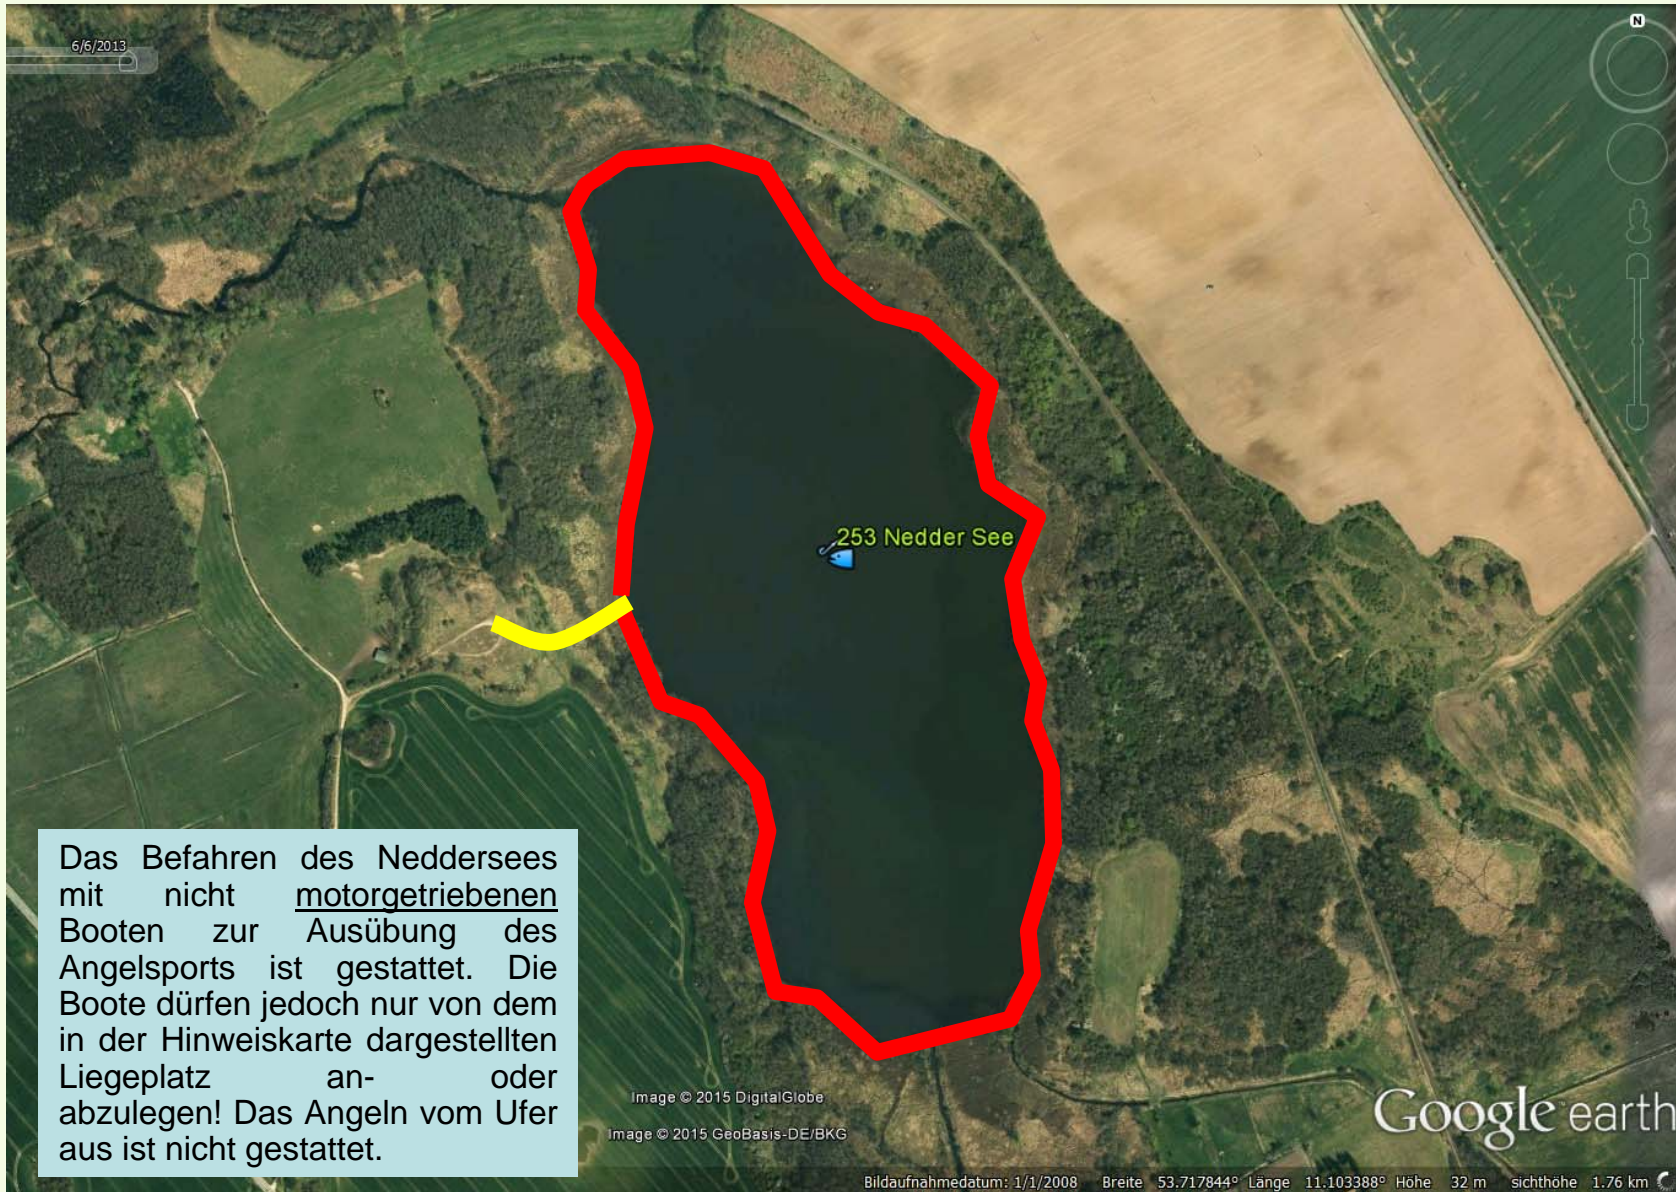 6/6/2013
N
253 Nedder See
Das Befahren des Neddersees
mit nicht motorgetriebenen
Booten zur Ausübung des
Angelsports ist gestattet. Die
Boote dürfen jedoch nur von dem
in der Hinweiskarte dargestellten
Liegeplatz an- oder
abzulegen! Das Angeln vom Ufer
aus ist nicht gestattet.
Image © 2015 DigitalGlobe
Image © 2015 GeoBasis-DE/BKG
Google earth
Bildaufnahmedatum: 1/1/2008 Breite 53.717844° Länge 11.103388° Höhe 32 m sichthöhe 1.76 km